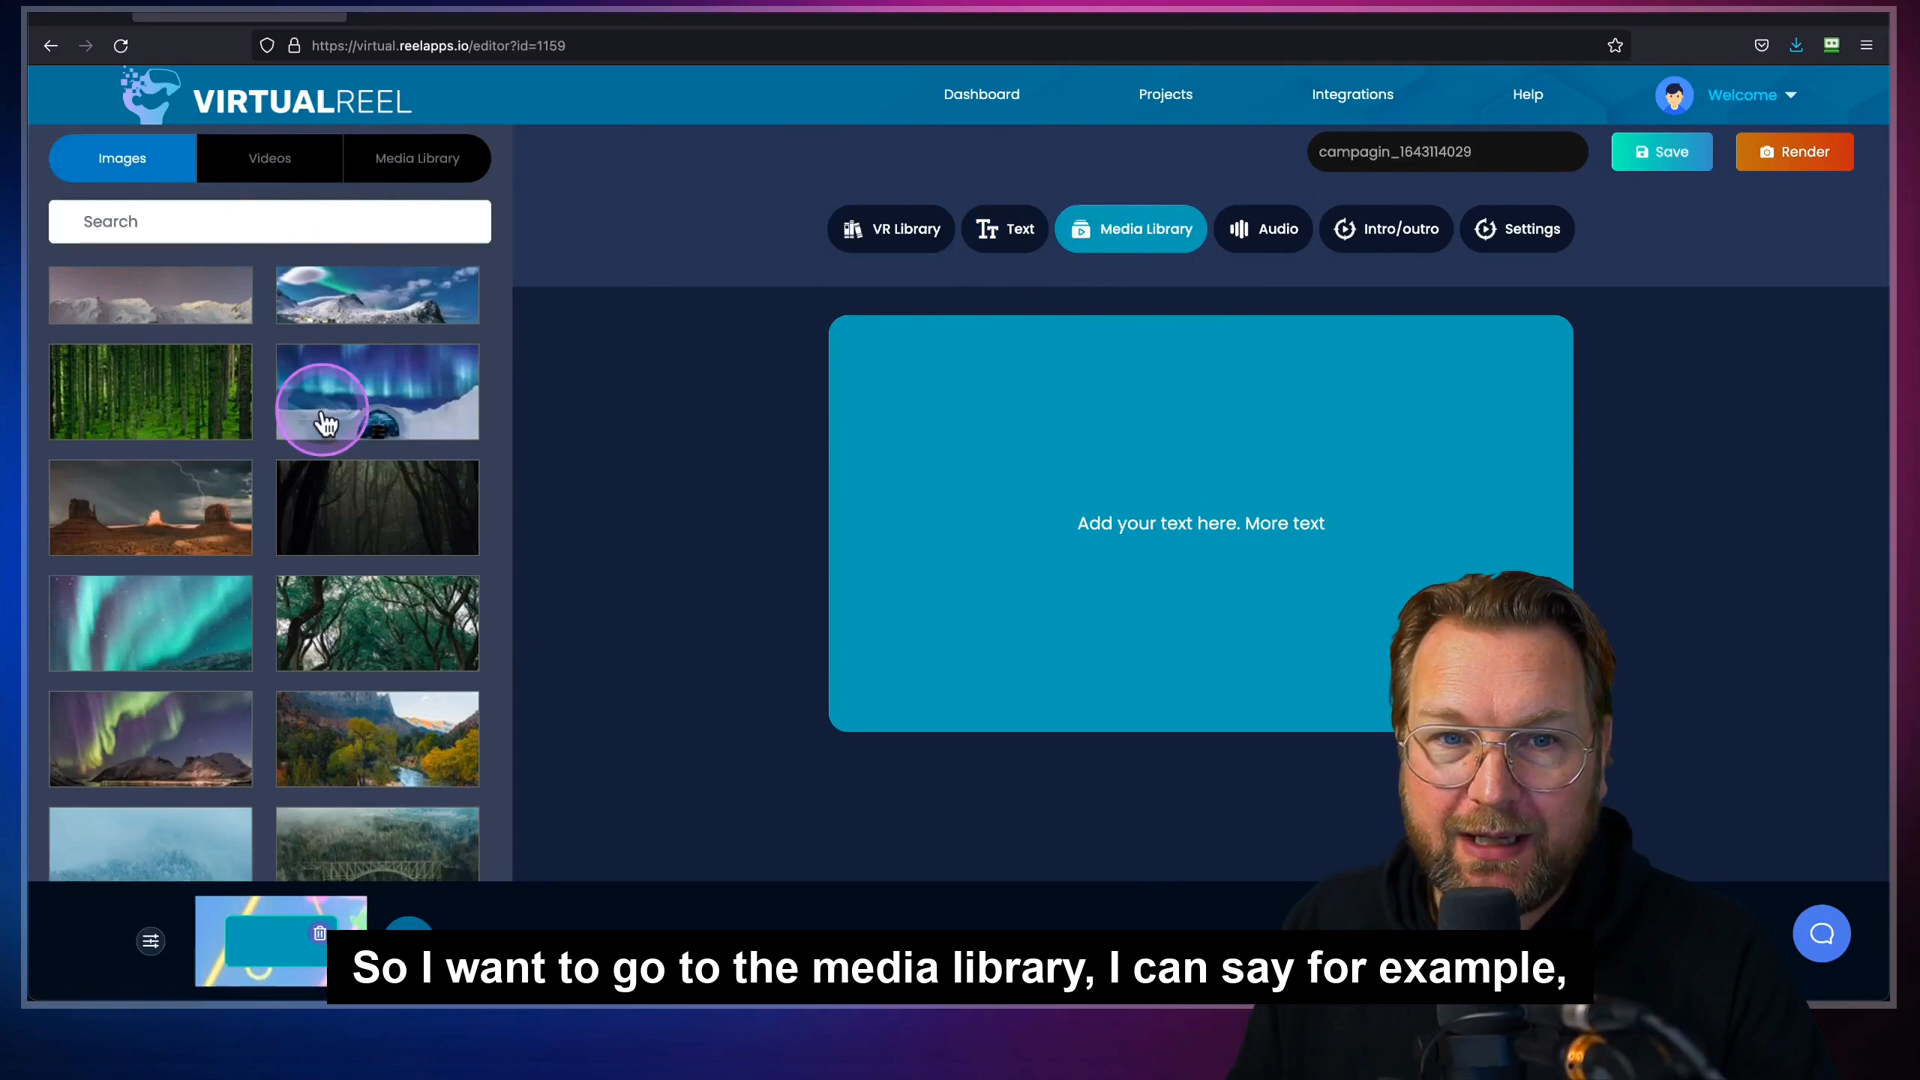 https://virtual.reelapps.io/editor?id=1159
VIRTUALREEL
Dashboard
Projects
Integrations
Help
Welcome
Images
Videos
Media Library
campagin_1643114029
Save
Render
Search
VR Library
Text
Media Library
Audio
Intro/outro
Settings
Add your text here. More text
So I want to go to the media library, I can say for example,